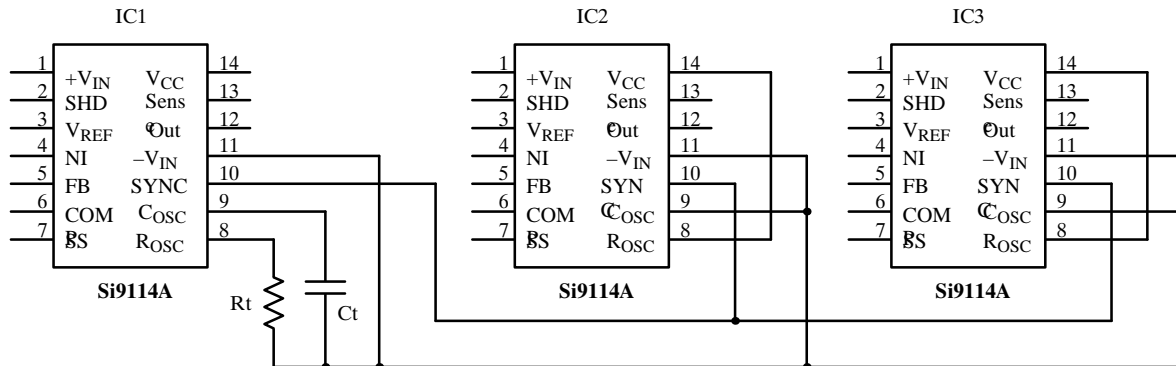 IC1
1 +VIN VCC 14
2 SHD Sens 13
3 VREF e Out 12
4 NI –VIN 11
5 FB SYNC 10
6 COM COSC 9
7 P SS ROSC 8
Si9114A
Rt
Ct
IC2
1 +VIN VCC 14
2 SHD Sens 13
3 VREF e Out 12
4 NI –VIN 11
5 FB SYN 10
6 COM C COSC 9
7 P SS ROSC 8
Si9114A
IC3
1 +VIN VCC 14
2 SHD Sens 13
3 VREF e Out 12
4 NI –VIN 11
5 FB SYN 10
6 COM C COSC 9
7 P SS ROSC 8
Si9114A